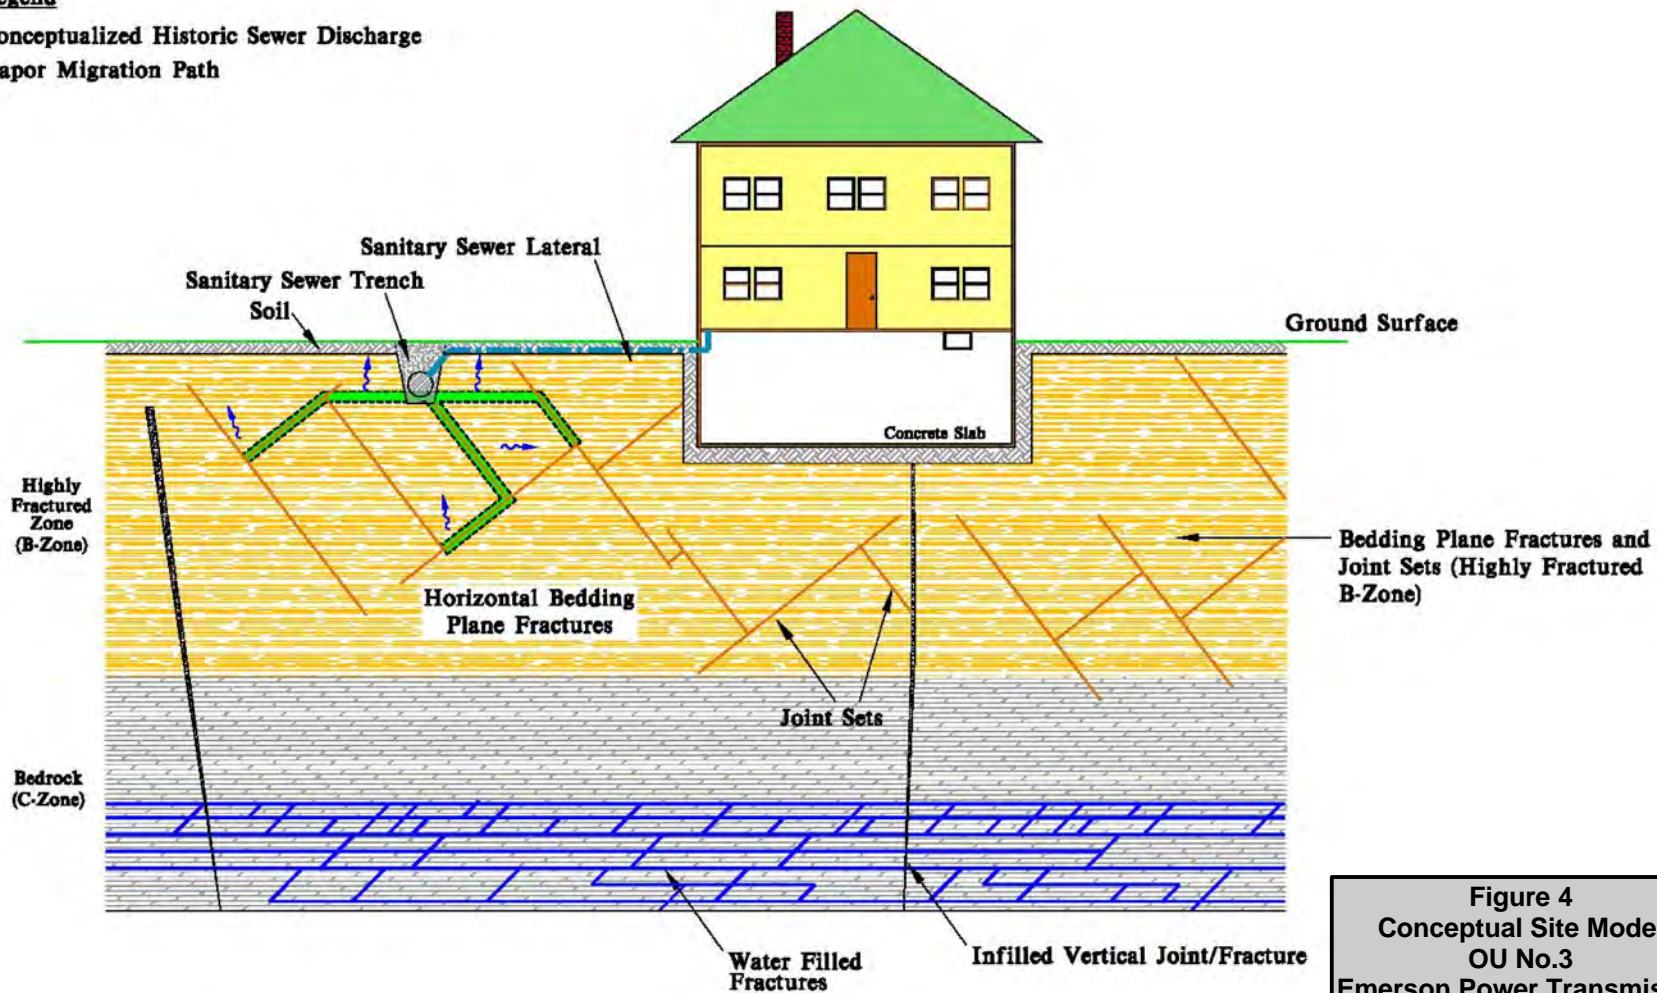 onceptualized Historic Sewer Discharge
apor Migration Path
Sanitary Sewer Lateral
Sanitary Sewer Trench
Soil
Ground Surface
Concrete Slab
Highly
Fractured
Zone
(B-Zone)
Bedding Plane Fractures and
Joint Sets (Highly Fractured
B-Zone)
Horizontal Bedding
Plane Fractures
Joint Sets
Bedrock
(C-Zone)
Water Filled
Fractures
Infilled Vertical Joint/Fracture
Figure 4
Conceptual Site Mode
OU No.3
Emerson Power Transmis